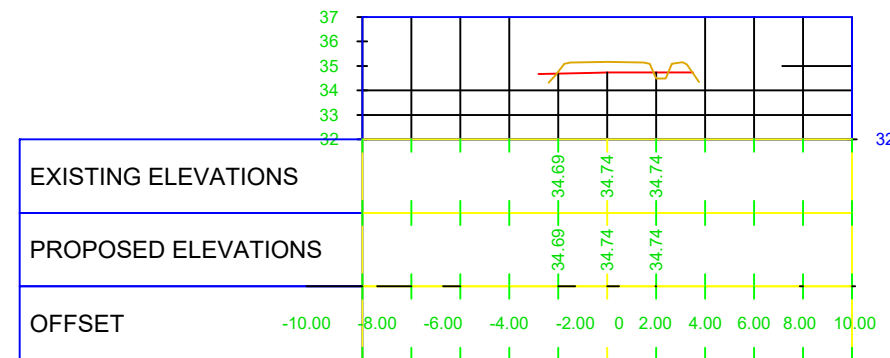 37
36
35
34
33
32
32
EXISTING ELEVATIONS 34.69 34.74 34.74
PROPOSED ELEVATIONS 34.69 34.74 34.74
OFFSET -10.00 -8.00 -6.00 -4.00 -2.00 0 2.00 4.00 6.00 8.00 10.00